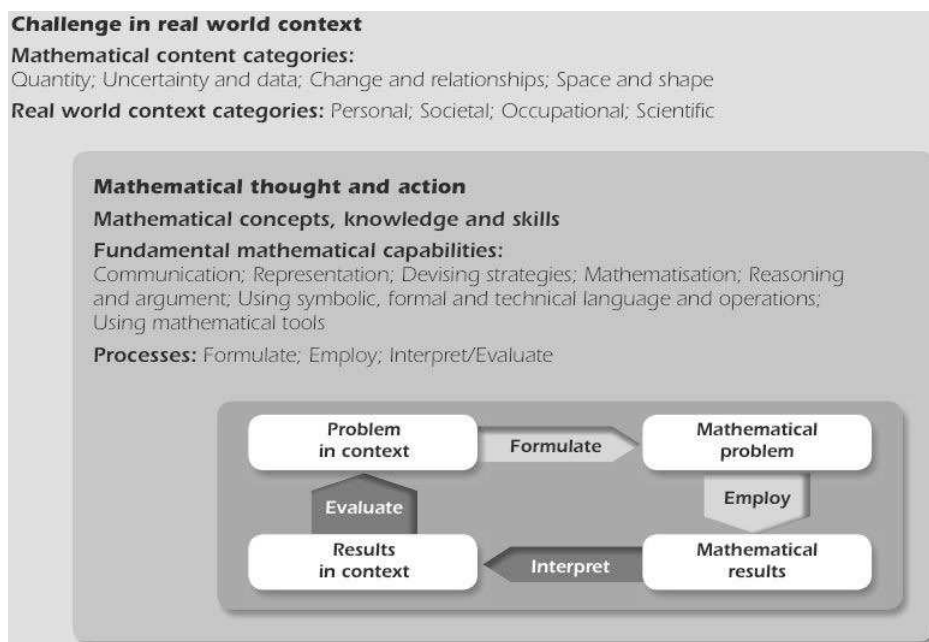 Challenge in real world context
Mathematical content categories:
Quantity; Uncertainty and data; Change and relationships; Space and shape
Real world context categories: Personal; Societal; Occupational; Scientific
Mathematical thought and action
Mathematical concepts, knowledge and skills
Fundamental mathematical capabilities:
Communication; Representation; Devising strategies; Mathematisation; Reasoning
and argument; Using symbolic, formal and technical language and operations;
Using mathematical tools
Processes: Formulate; Employ; Interpret/Evaluate
Problem
in context
Formulate
Mathematical
problem
Evaluate
Employ
Results
in context
Interpret
Mathematical
results